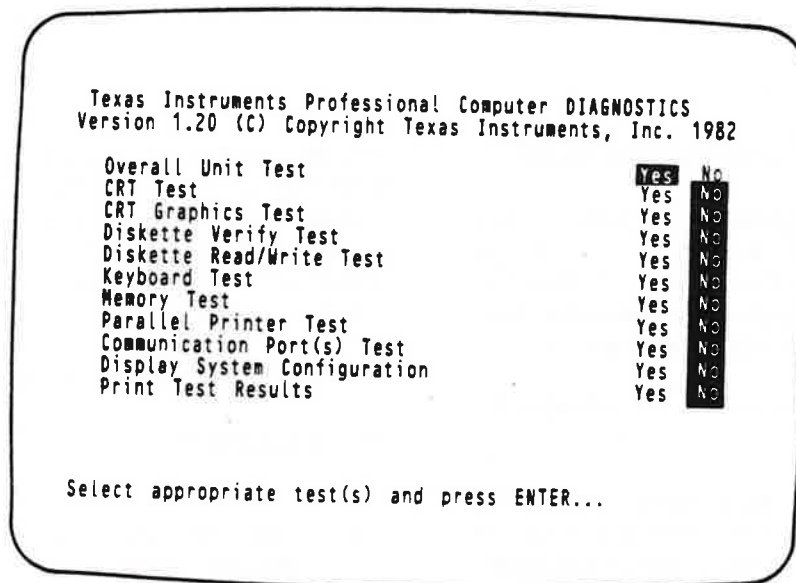 Texas Instruments Professional Computer DIAGNOSTICS
Version 1.20 (C) Copyright Texas Instruments, Inc. 1982
Overall Unit Test Yes No
CRT Test Yes No
CRT Graphics Test Yes No
Diskette Verify Test Yes No
Diskette Read/Write Test Yes No
Keyboard Test Yes No
Memory Test Yes No
Parallel Printer Test Yes No
Communication Port(s) Test Yes No
Display System Configuration Yes No
Print Test Results Yes No
Select appropriate test(s) and press ENTER...